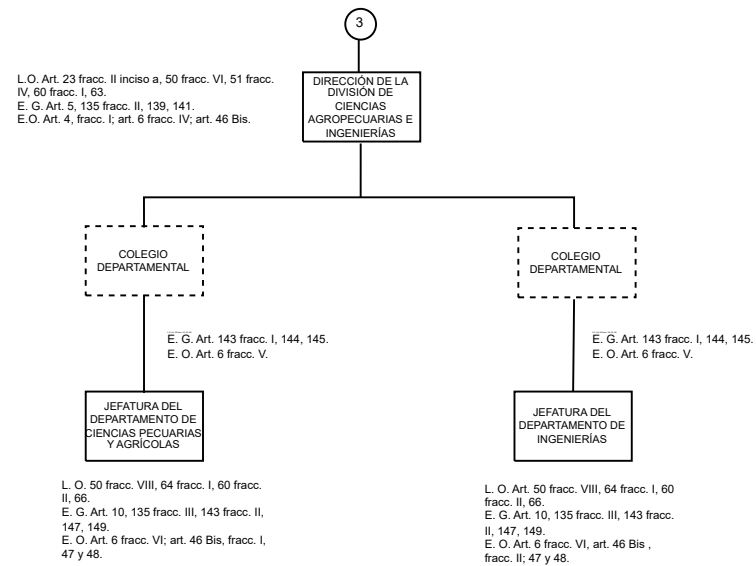 3
L.O. Art. 23 fracc. II inciso a, 50 fracc. VI, 51 fracc.
IV, 60 fracc. I, 63.
E. G. Art. 5, 135 fracc. II, 139, 141.
E.O. Art. 4, fracc. I; art. 6 fracc. IV; art. 46 Bis.
DIRECCIÓN DE LA
DIVISIÓN DE
CIENCIAS
AGROPECUARIAS E
INGENIERÍAS
COLEGIO
DEPARTAMENTAL
COLEGIO
DEPARTAMENTAL
E. G. Art. 143 fracc. I, 144, 145.
E. O. Art. 6 fracc. V.
E. G. Art. 143 fracc. I, 144, 145.
E. O. Art. 6 fracc. V.
JEFATURA DEL
DEPARTAMENTO DE
CIENCIAS PECUARIAS
Y AGRÍCOLAS
JEFATURA DEL
DEPARTAMENTO DE
INGENIERÍAS
L. O. 50 fracc. VIII, 64 fracc. I, 60 fracc.
II, 66.
E. G. Art. 10, 135 fracc. III, 143 fracc. II,
147, 149.
E. O. Art. 6 fracc. VI; art. 46 Bis, fracc. I,
47 y 48.
L. O. Art. 50 fracc. VIII, 64 fracc. I, 60
fracc. II, 66.
E. G. Art. 10, 135 fracc. III, 143 fracc.
II, 147, 149.
E. O. Art. 6 fracc. VI, art. 46 Bis ,
fracc. II; 47 y 48.